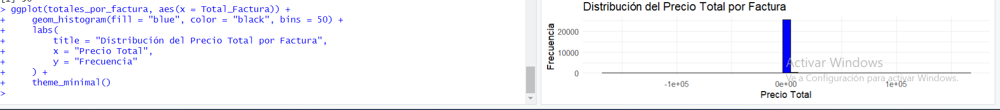 > ggplot(totales_por_factura, aes(x = Total_Factura)) +
+     geom_histogram(fill = "blue", color = "black", bins = 50) +
+     labs(
+         title = "Distribución del Precio Total por Factura",
+         x = "Precio Total",
+         y = "Frecuencia"
+     ) +
+     theme_minimal()
>
Distribución del Precio Total por Factura
Frecuencia
20000
10000
0
-1e+05
0e+00
1e+05
Precio Total
Activar Windows
Ve a Configuración para activar Windows.